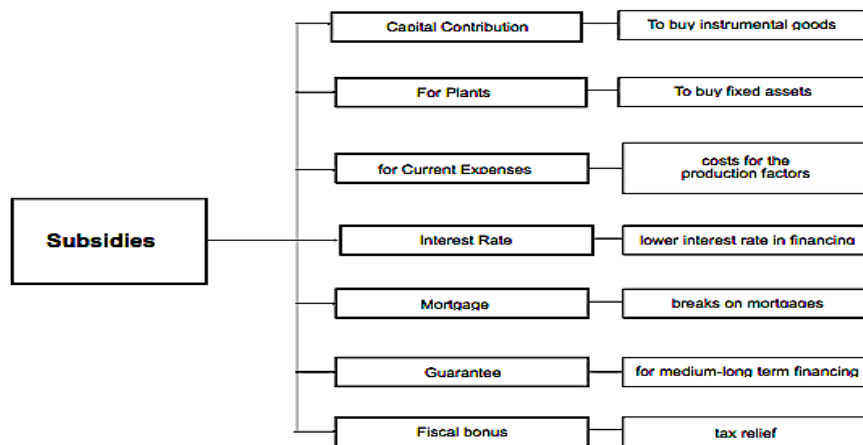 Capital Contribution
To buy instrumental goods
For Plants
To buy fixed assets
for Current Expenses
costs for the
production factors
Subsidies
Interest Rate
lower interest rate in financing
Mortgage
breaks on mortgages
Guarantee
for medium-long term financing
Fiscal bonus
tax relief